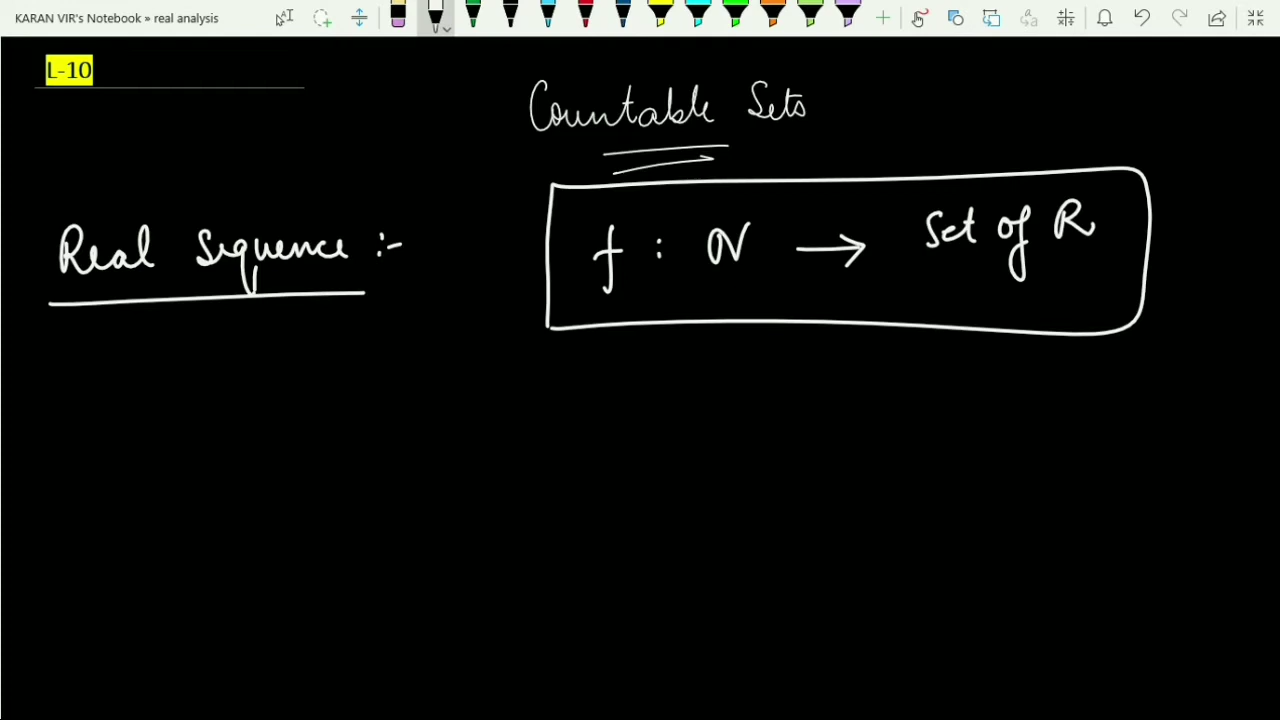 KARAN VIR's Notebook » real analysis
L-10
Countable Sets
Real Sequence :-
f : N → Set of R